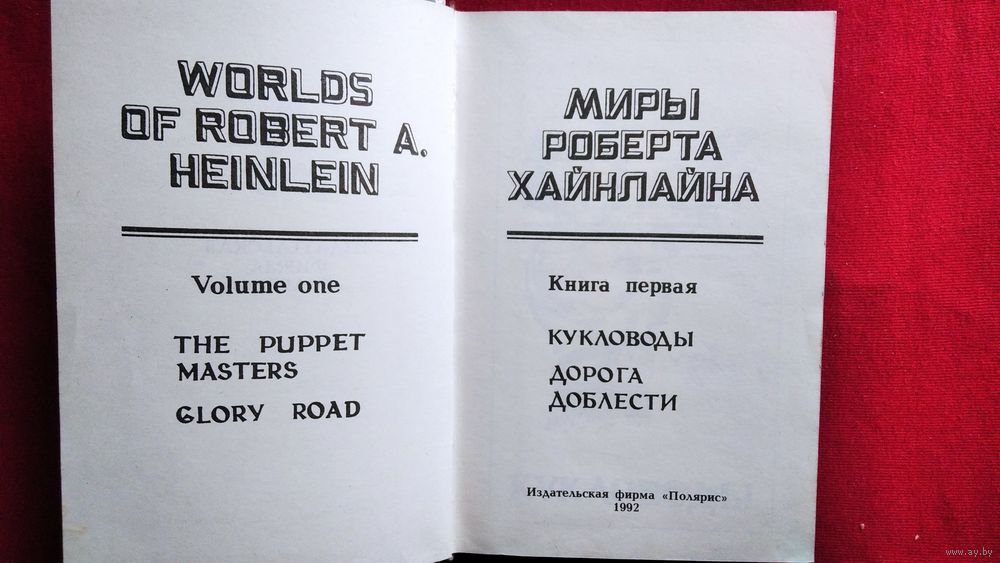 WORLDS
OF ROBERT A.
HEINLEIN
Volume one
THE PUPPET
MASTERS
GLORY ROAD
МИРЫ
РОБЕРТА
ХАЙНЛАЙНА
Книга первая
КУКЛОВОДЫ
ДОРОГА
ДОБЛЕСТИ
Издательская фирма «Полярис»
1992
www.ay.by